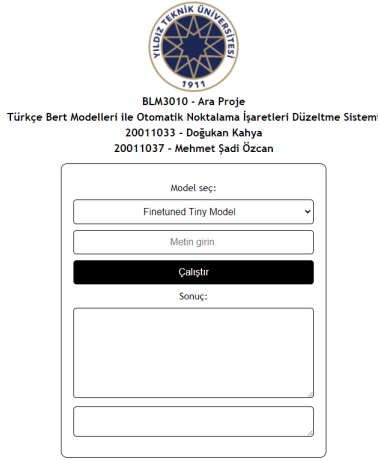 YILDIZ TEKNİK ÜNİVERSİTESİ
1911
BLM3010 - Ara Proje
Türkçe Bert Modelleri ile Otomatik Noktalama İşaretleri Düzeltme Sistem
20011033 - Doğukan Kahya
20011037 - Mehmet Şadi Özcan
Model seç:
Finetuned Tiny Model
Metin girin.
Çalıştır
Sonuç: